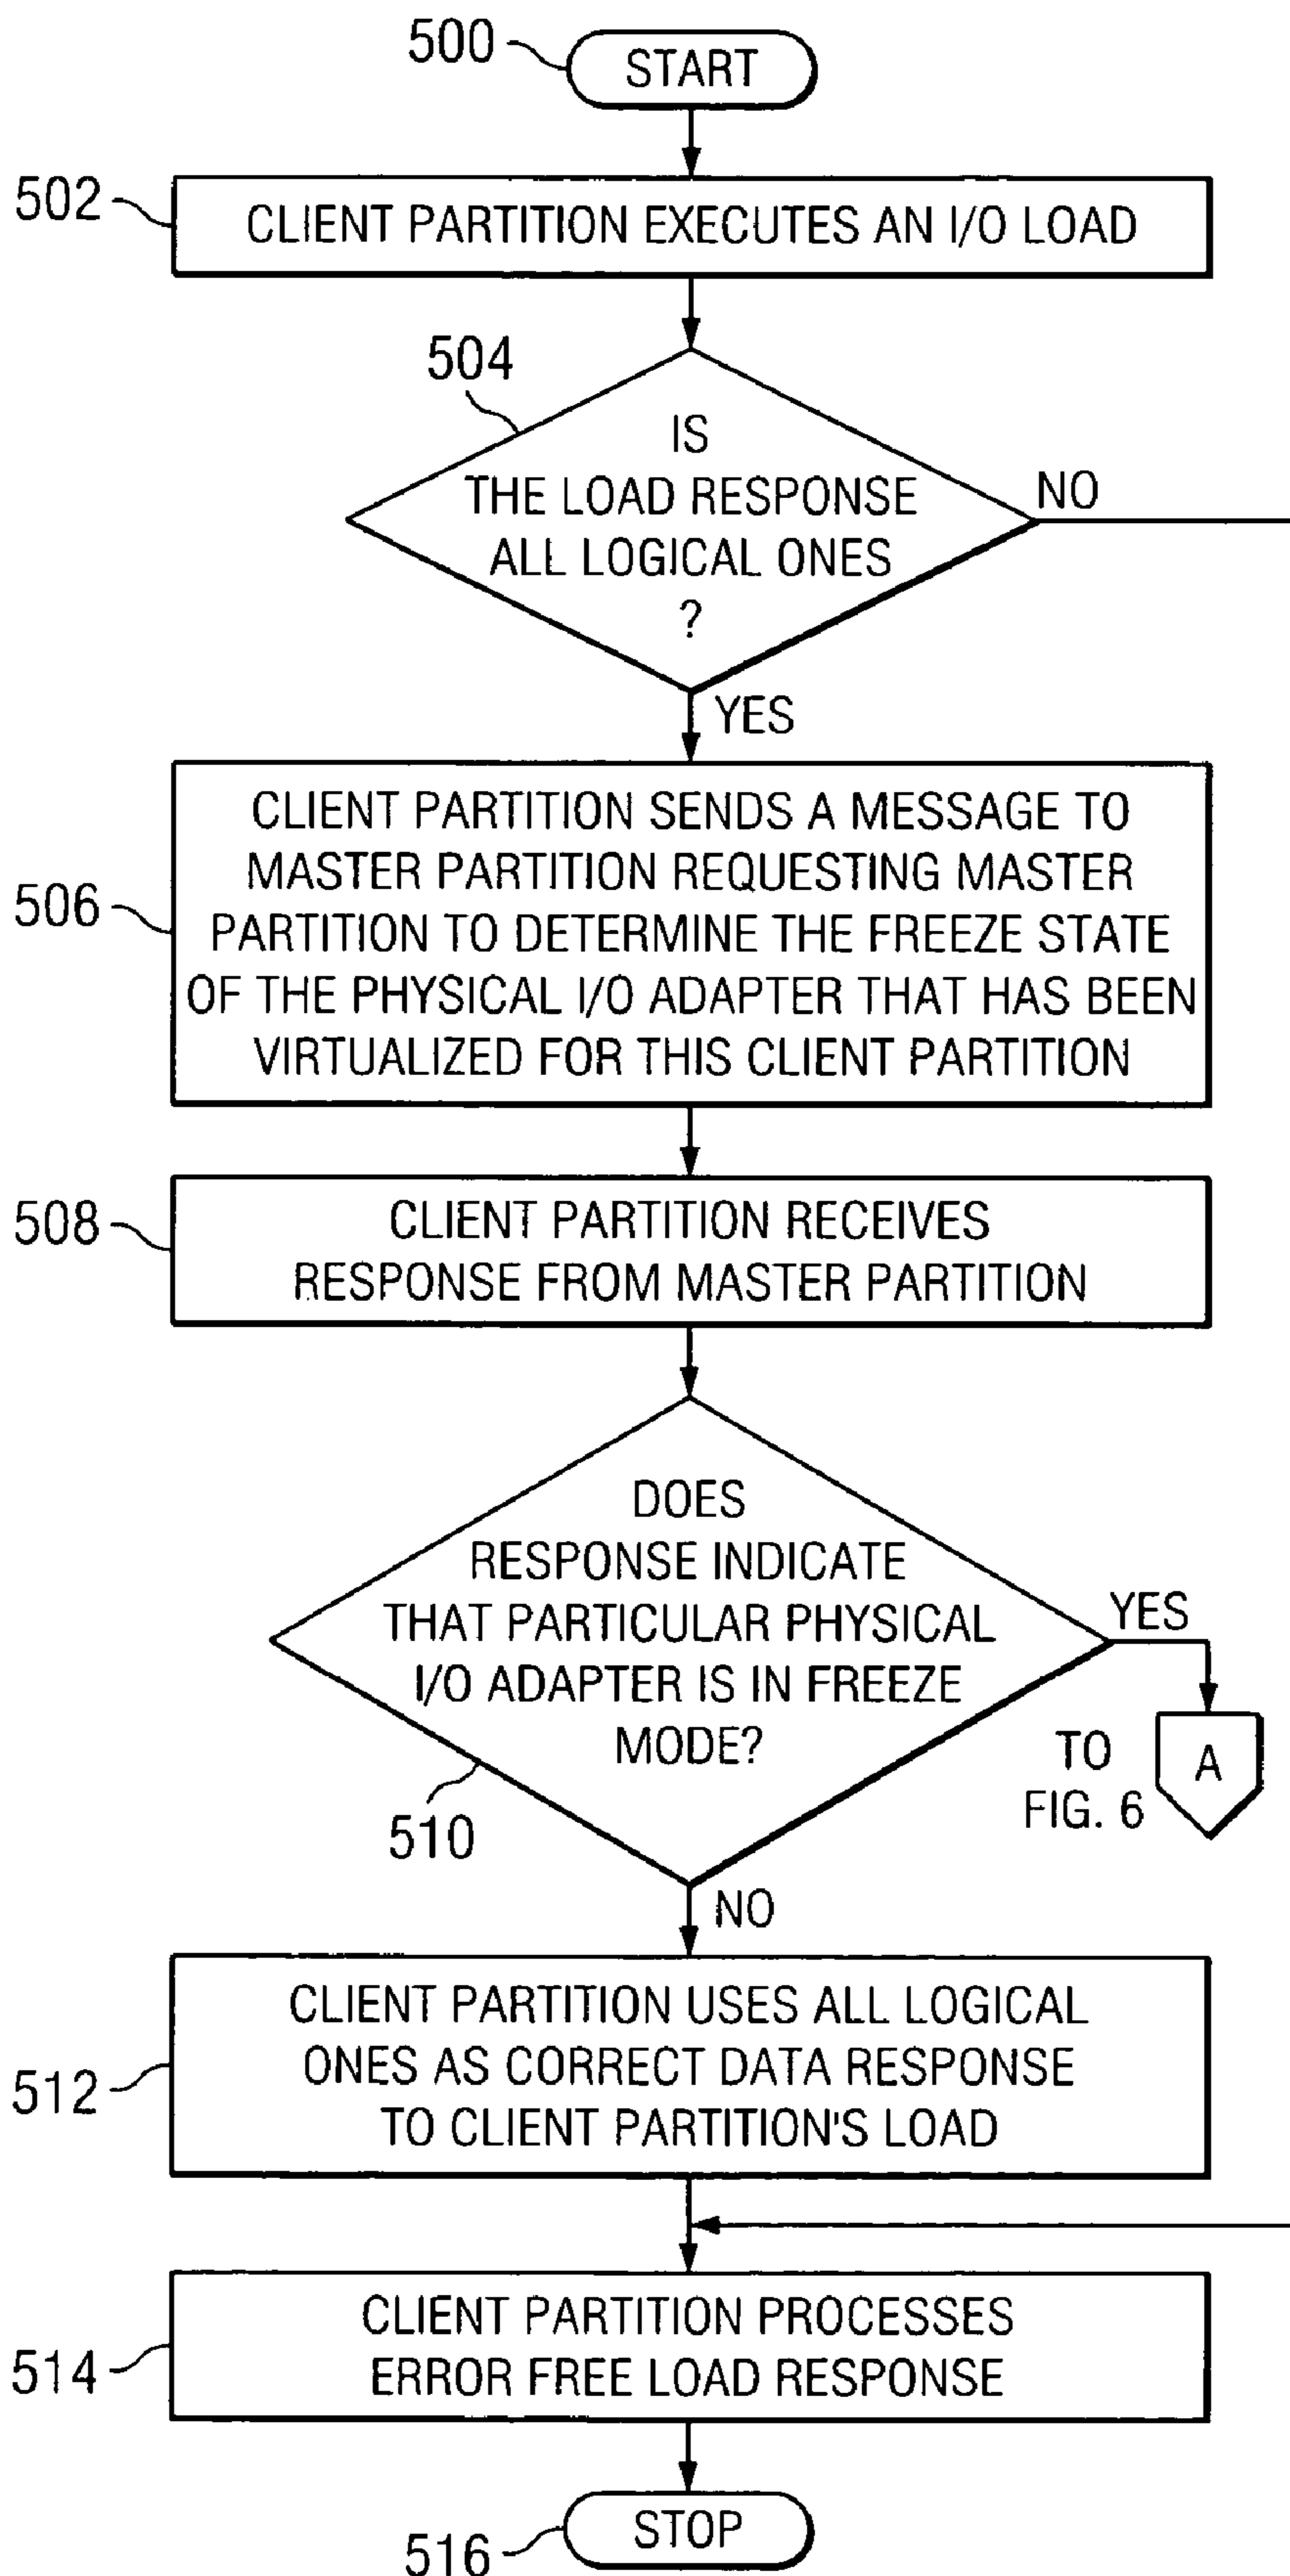 500
START
502
CLIENT PARTITION EXECUTES AN I/O LOAD
504
IS
THE LOAD RESPONSE
ALL LOGICAL ONES
?
NO
YES
506
CLIENT PARTITION SENDS A MESSAGE TO
MASTER PARTITION REQUESTING MASTER
PARTITION TO DETERMINE THE FREEZE STATE
OF THE PHYSICAL I/O ADAPTER THAT HAS BEEN
VIRTUALIZED FOR THIS CLIENT PARTITION
508
CLIENT PARTITION RECEIVES
RESPONSE FROM MASTER PARTITION
DOES
RESPONSE INDICATE
THAT PARTICULAR PHYSICAL
I/O ADAPTER IS IN FREEZE
MODE?
YES
TO
FIG. 6
A
510
NO
512
CLIENT PARTITION USES ALL LOGICAL
ONES AS CORRECT DATA RESPONSE
TO CLIENT PARTITION'S LOAD
514
CLIENT PARTITION PROCESSES
ERROR FREE LOAD RESPONSE
516
STOP